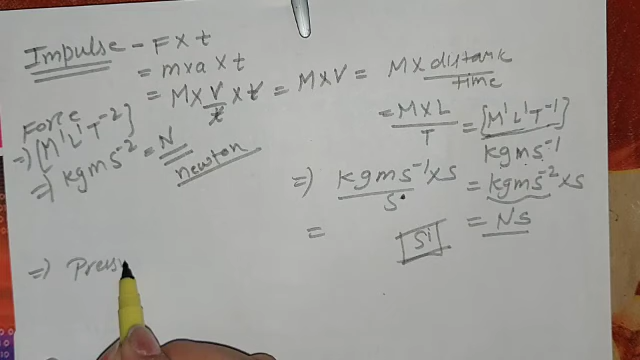 Impulse - F X t
= m x a x t
= M X V/t X t = M X V = M X distance/time
= M X L / T = [M¹L¹T⁻¹]
kgms⁻¹
Force
=) [M¹L¹T⁻²]
=) kgms⁻² = N
newton
=) kgms⁻¹ x s / s = kgms⁻² x s
= = Ns
SI
=) Press